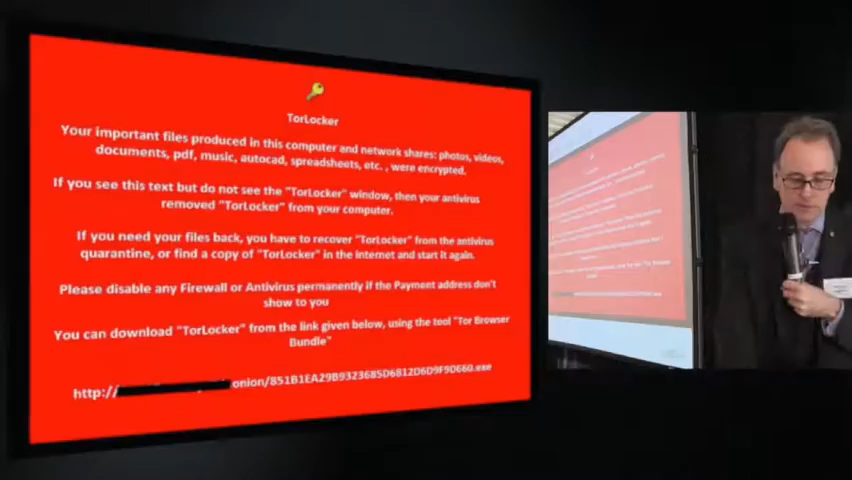 TorLocker
Your important files produced in this computer and network shares: photos, videos,
documents, pdf, music, autocad, spreadsheets, etc. , were encrypted.
If you see this text but do not see the "TorLocker" window, then your antivirus
removed "TorLocker" from your computer.
If you need your files back, you have to recover "TorLocker" from the antivirus
quarantine, or find a copy of "TorLocker" in the Internet and start it again.
Please disable any Firewall or Antivirus permanently if the Payment address don't
show to you
You can download "TorLocker" from the link given below, using the tool "Tor Browser
Bundle"
http:// onion/851B1EA29B9323685D6812D6D9F9D660.exe